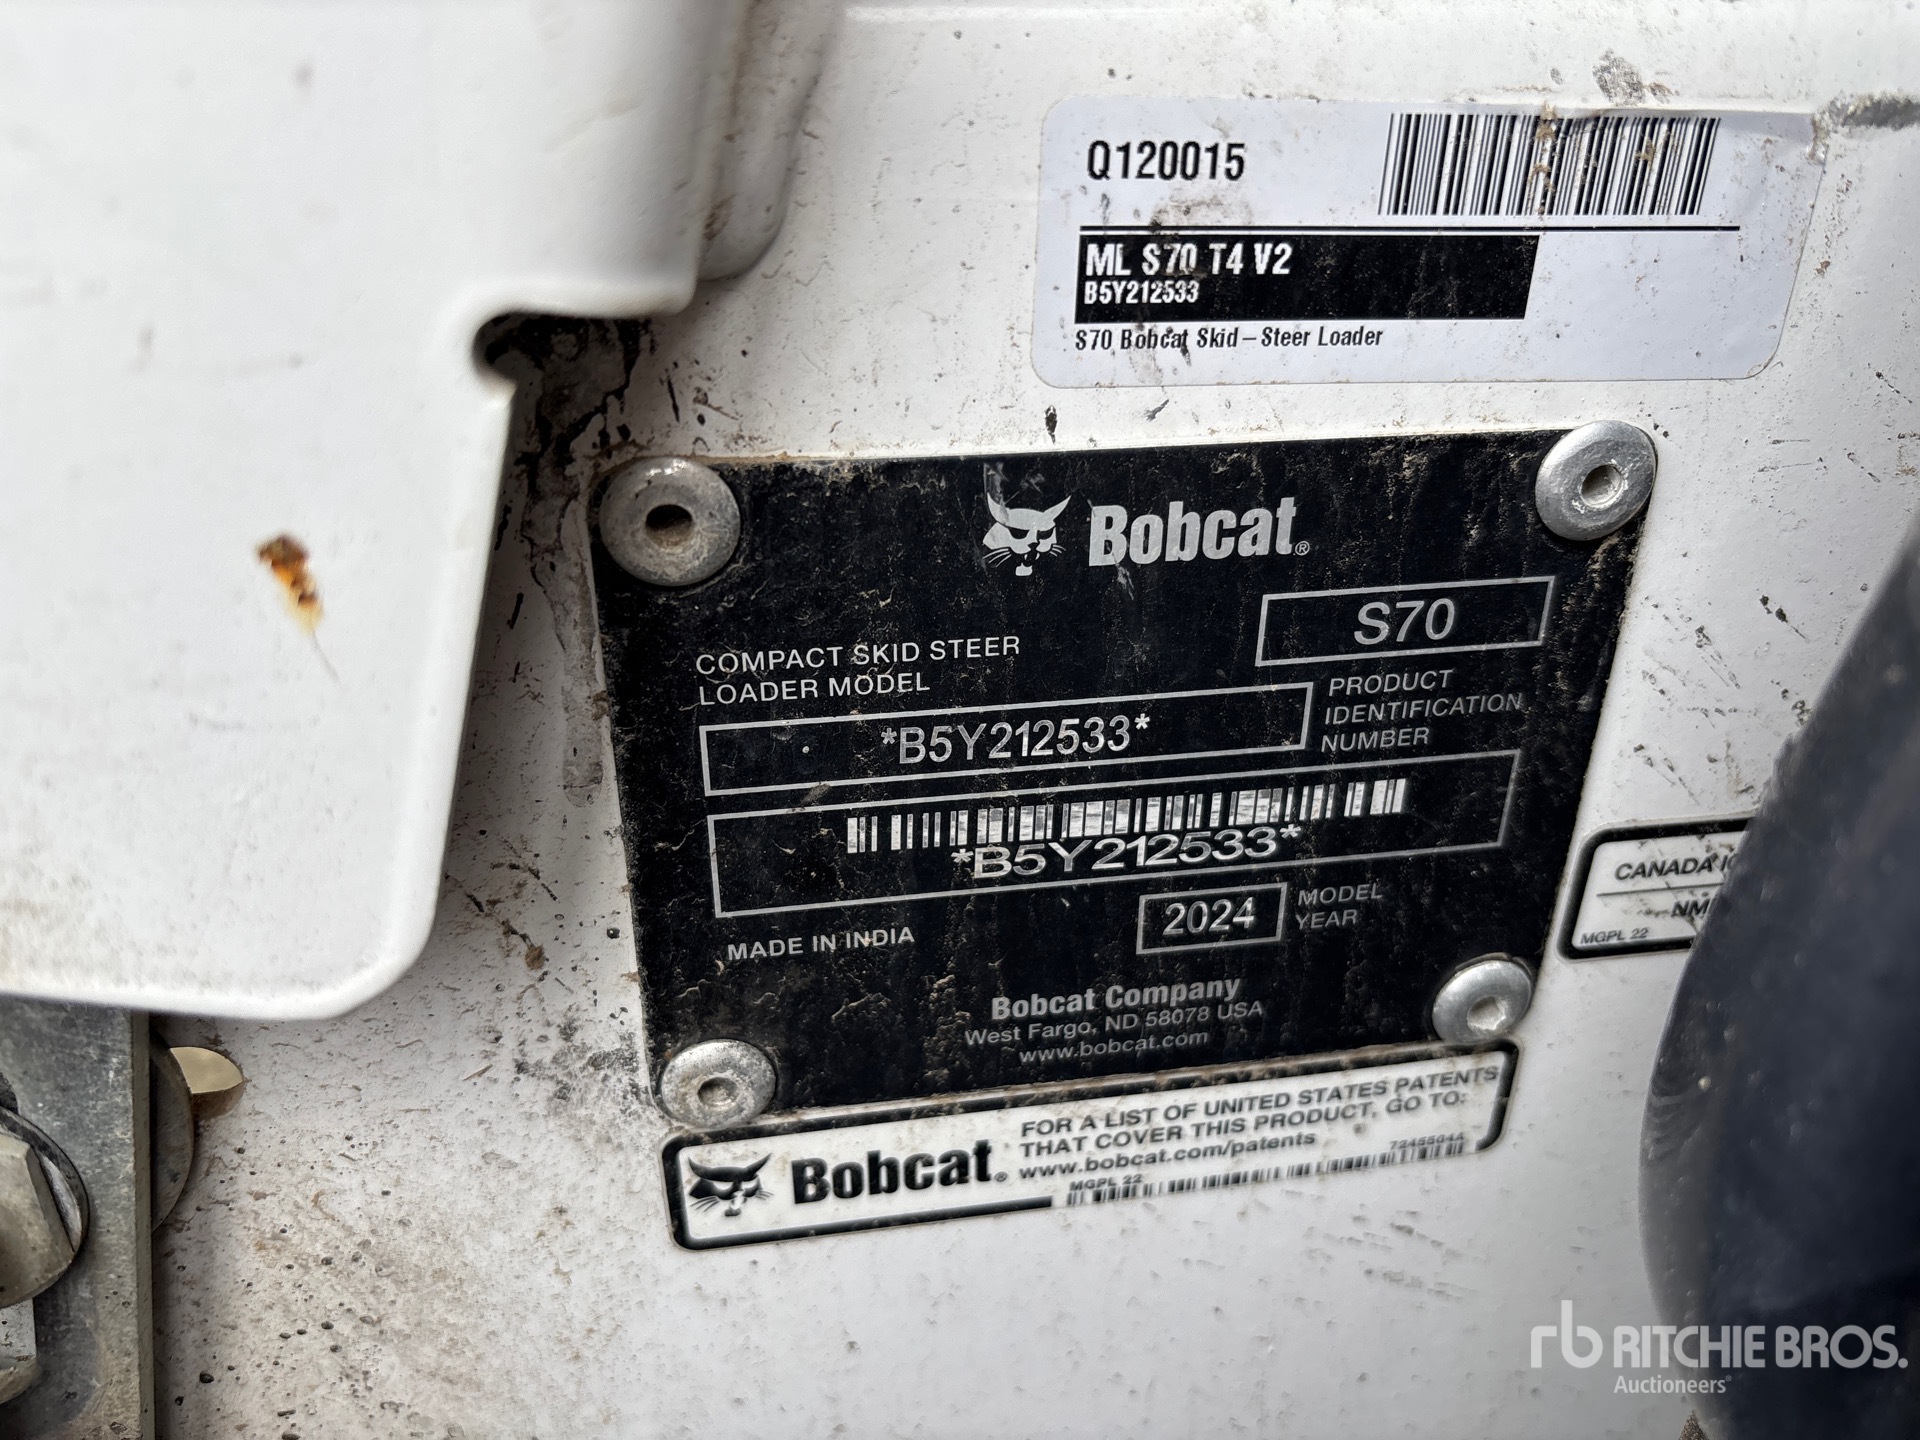 Q120015
ML S70 T4 V2
B5Y212533
S70 Bobcat Skid–Steer Loader
Bobcat®
S70
COMPACT SKID STEER
LOADER MODEL
PRODUCT
IDENTIFICATION
NUMBER
*B5Y212533*
*B5Y212533*
MADE IN INDIA
2024
MODEL
YEAR
Bobcat Company
West Fargo, ND 58078 USA
www.bobcat.com
CANADA
MGPL 22
Bobcat®
FOR A LIST OF UNITED STATES PATENTS
THAT COVER THIS PRODUCT, GO TO:
www.bobcat.com/patents
MGPL 22
rb RITCHIE BROS.
Auctioneers